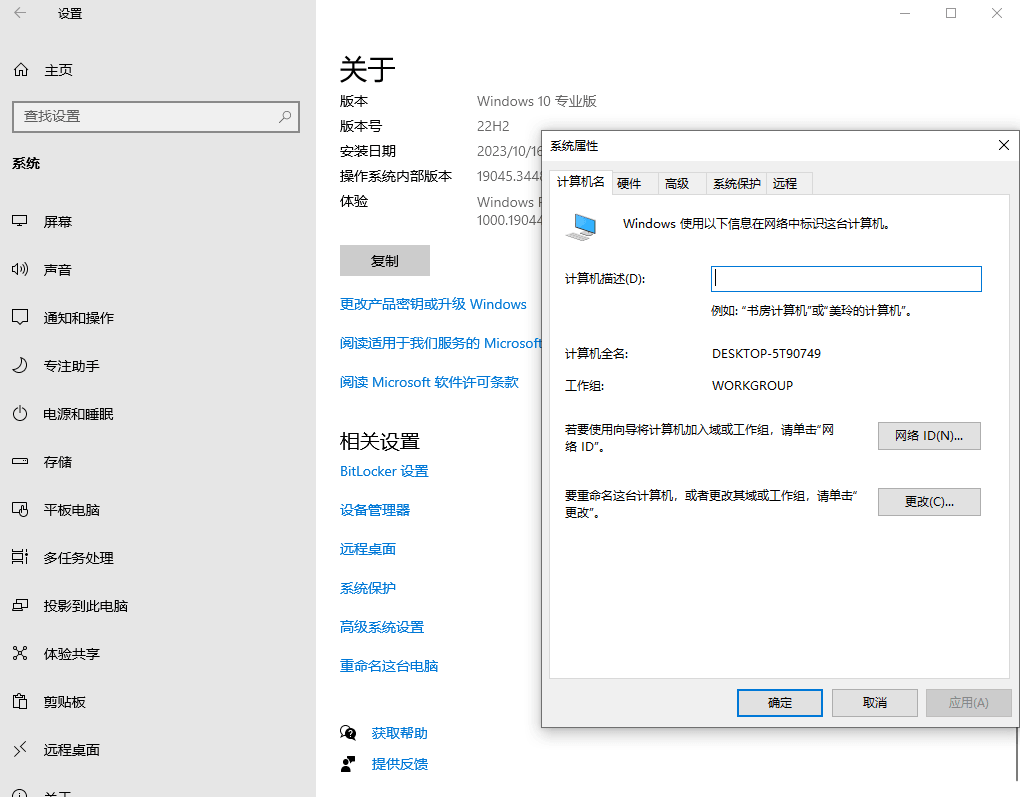 设置
主页
查找设置
系统
屏幕
声音
通知和操作
专注助手
电源和睡眠
存储
平板电脑
多任务处理
投影到此电脑
体验共享
剪贴板
远程桌面
关于
关于
版本 Windows 10 专业版
版本号 22H2
安装日期 2023/10/16
操作系统内部版本 19045.3448
体验 Windows F
1000.19044
复制
更改产品密钥或升级 Windows
阅读适用于我们服务的 Microsoft
阅读 Microsoft 软件许可条款
相关设置
BitLocker 设置
设备管理器
远程桌面
系统保护
高级系统设置
重命名这台电脑
获取帮助
提供反馈
系统属性
计算机名 硬件 高级 系统保护 远程
Windows 使用以下信息在网络中标识这台计算机。
计算机描述(D):
例如: “书房计算机”或“美玲的计算机”。
计算机全名: DESKTOP-5T90749
工作组: WORKGROUP
若要使用向导将计算机加入域或工作组，请单击“网
络 ID”。
网络 ID(N)...
要重命名这台计算机，或者更改其域或工作组，请单击“
更改”。
更改(C)...
确定 取消 应用(A)